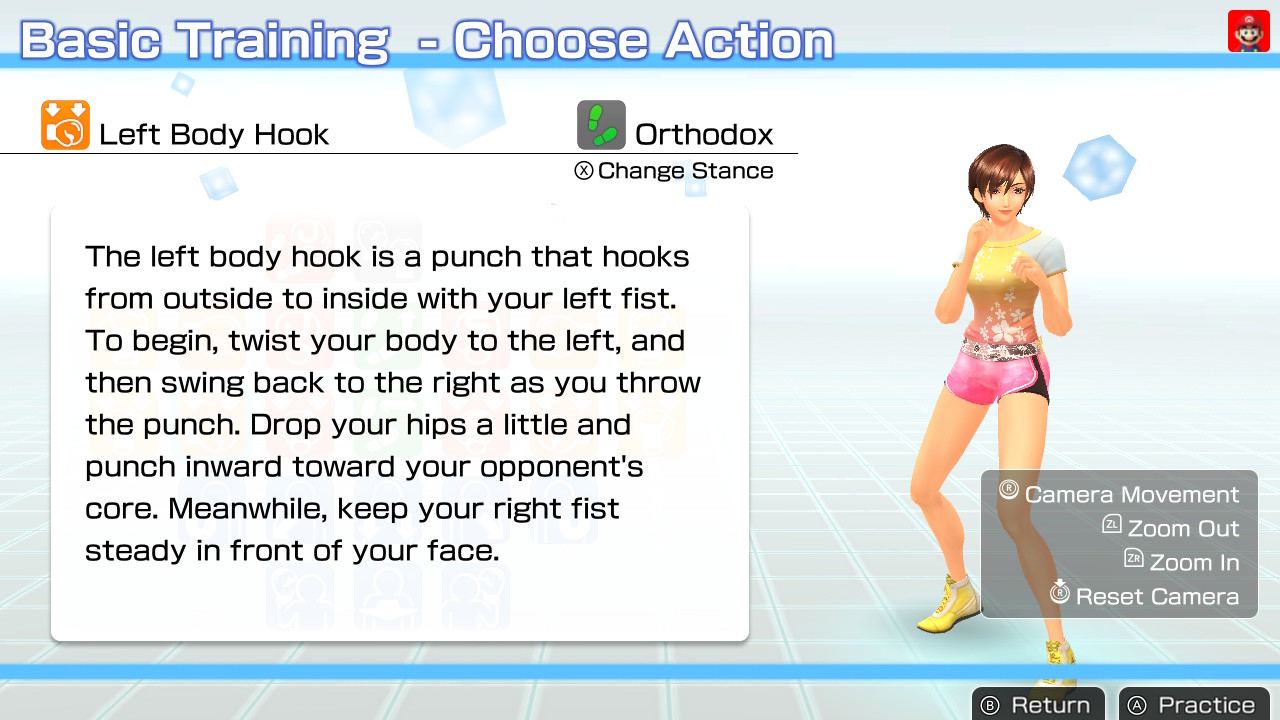 Basic Training - Choose Action
Left Body Hook
Orthodox
X Change Stance
The left body hook is a punch that hooks
from outside to inside with your left fist.
To begin, twist your body to the left, and
then swing back to the right as you throw
the punch. Drop your hips a little and
punch inward toward your opponent's
core. Meanwhile, keep your right fist
steady in front of your face.
R Camera Movement
ZL Zoom Out
ZR Zoom In
R Reset Camera
B Return
A Practice